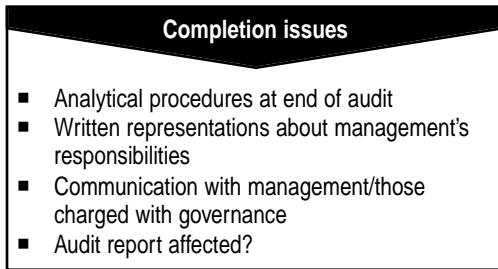 Completion issues
■ Analytical procedures at end of audit
■ Written representations about management's
responsibilities
■ Communication with management/those
charged with governance
■ Audit report affected?